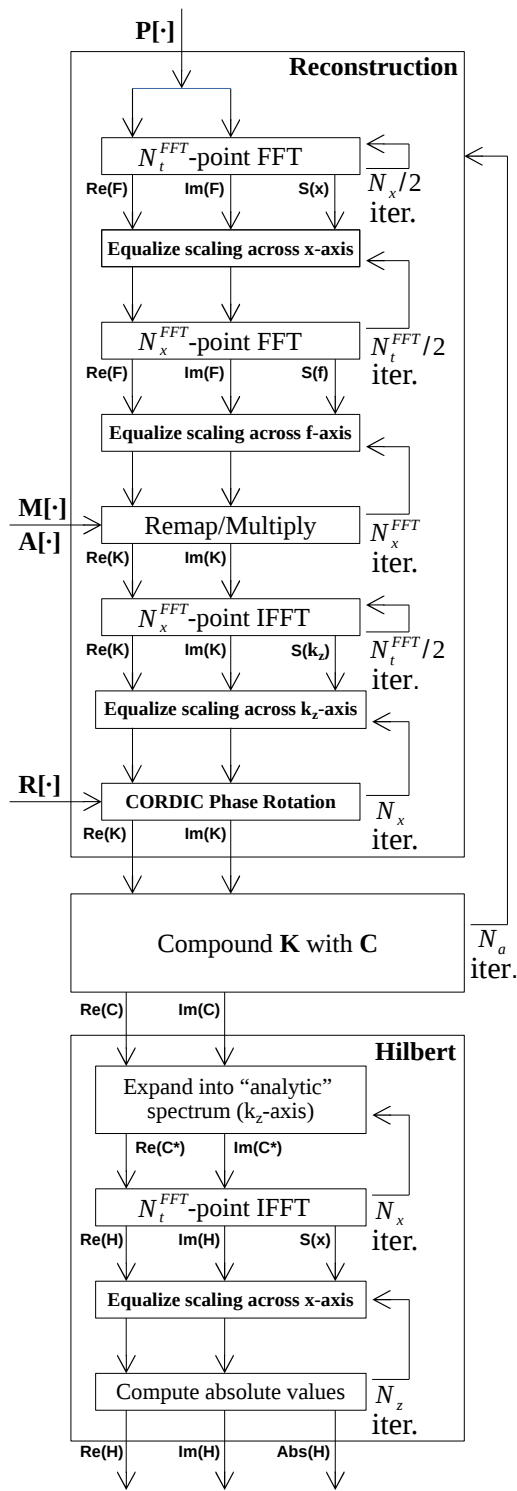 P[·]
Reconstruction
N_t^FFT-point FFT
Re(F) Im(F) S(x)
N_x/2
iter.
Equalize scaling across x-axis
N_x^FFT-point FFT
Re(F) Im(F) S(f)
N_t^FFT/2
iter.
Equalize scaling across f-axis
M[·]
A[·]
Remap/Multiply
Re(K) Im(K)
N_x^FFT
iter.
N_x^FFT-point IFFT
Re(K) Im(K) S(k_z)
N_t^FFT/2
iter.
Equalize scaling across k_z-axis
R[·]
CORDIC Phase Rotation
Re(K) Im(K)
N_x
iter.
Compound K with C
N_a
iter.
Re(C) Im(C)
Hilbert
Expand into “analytic”
spectrum (k_z-axis)
Re(C*) Im(C*)
N_t^FFT-point IFFT
Re(H) Im(H) S(x)
N_x
iter.
Equalize scaling across x-axis
Compute absolute values
N_z
iter.
Re(H) Im(H) Abs(H)